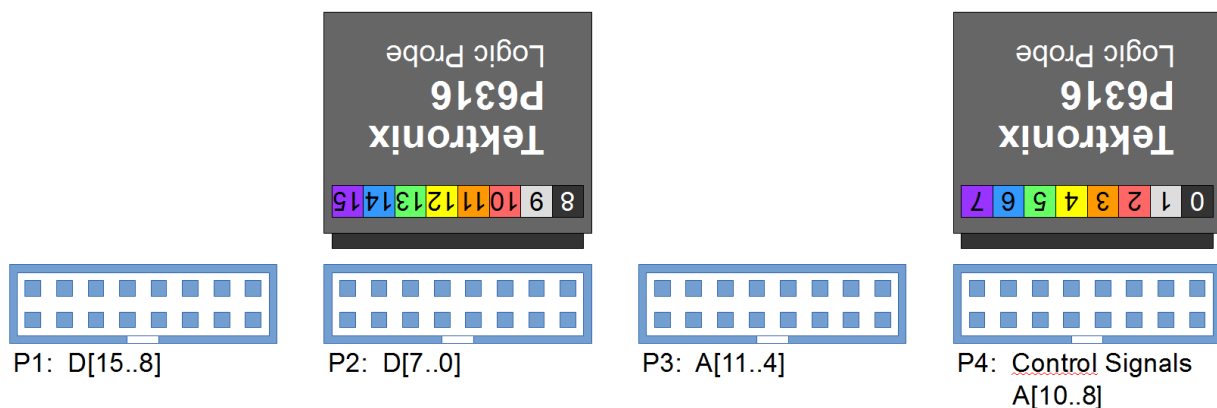 Logic Probe
P6316
Tektronix
15 14 13 12 11 10 9 8
Logic Probe
P6316
Tektronix
7 6 5 4 3 2 1 0
P1: D[15..8]
P2: D[7..0]
P3: A[11..4]
P4: Control Signals
A[10..8]